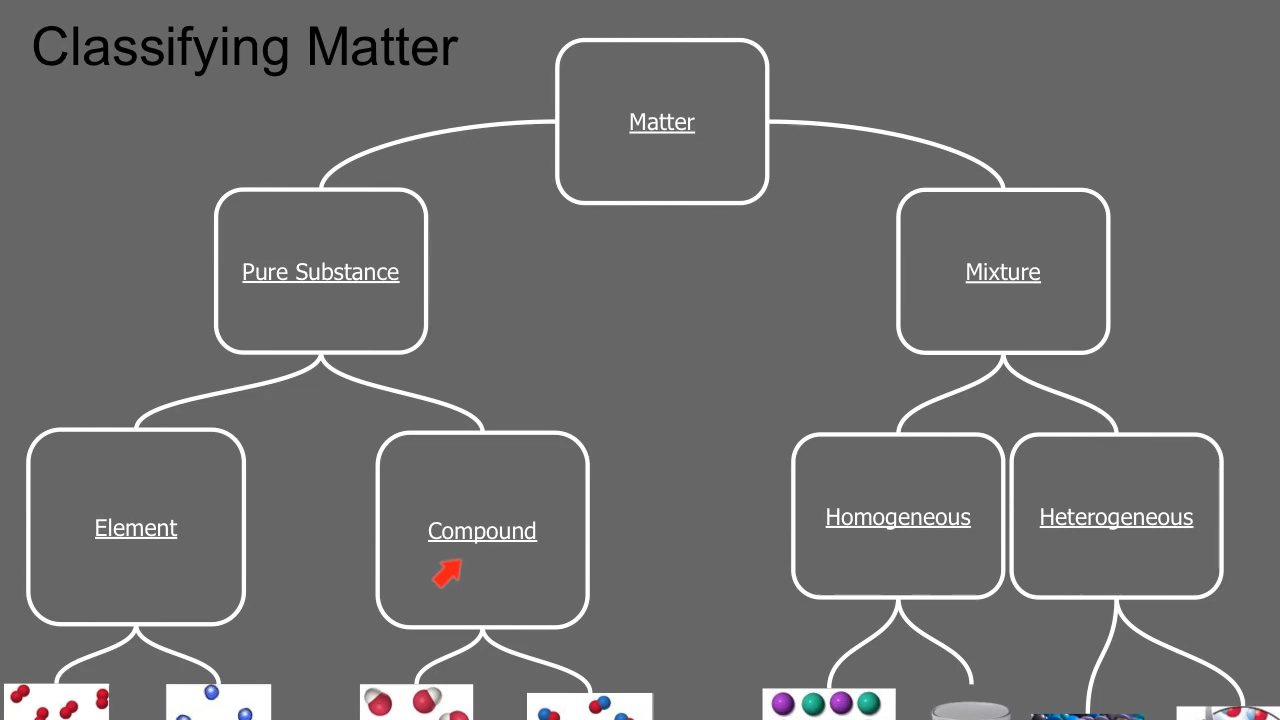 Classifying Matter
Matter
Pure Substance
Mixture
Element
Compound
Homogeneous
Heterogeneous